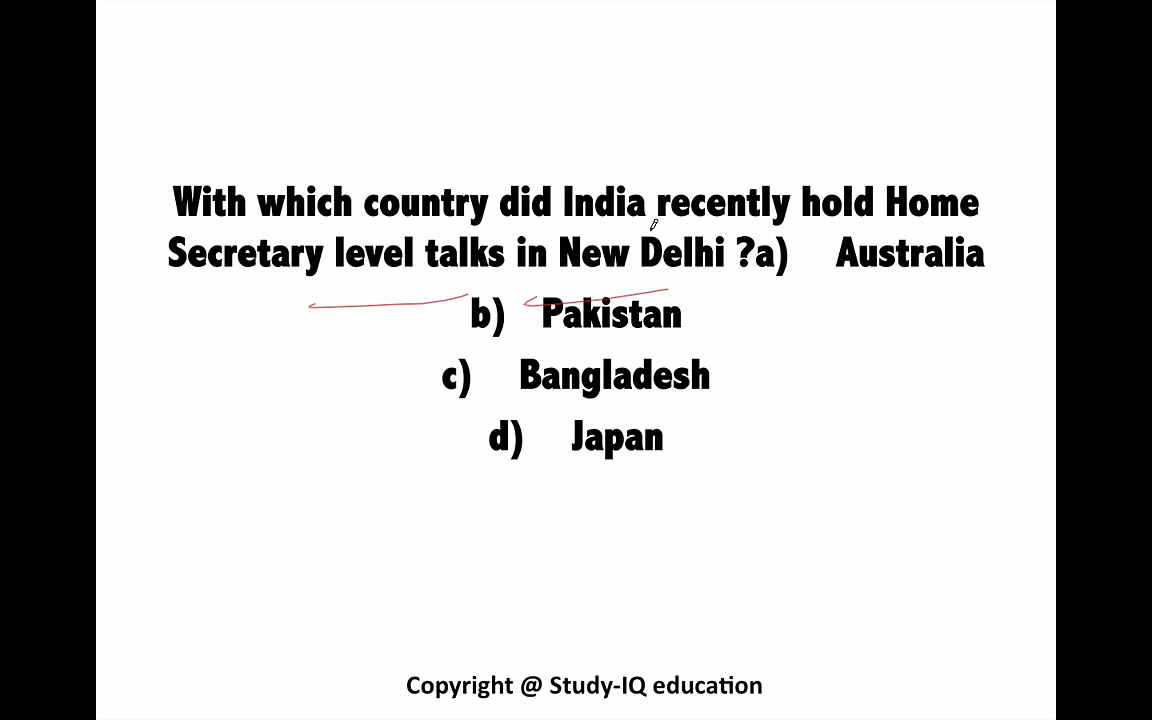 With which country did India recently hold Home
Secretary level talks in New Delhi ?a) Australia
b) Pakistan
c) Bangladesh
d) Japan
Copyright @ Study-IQ education